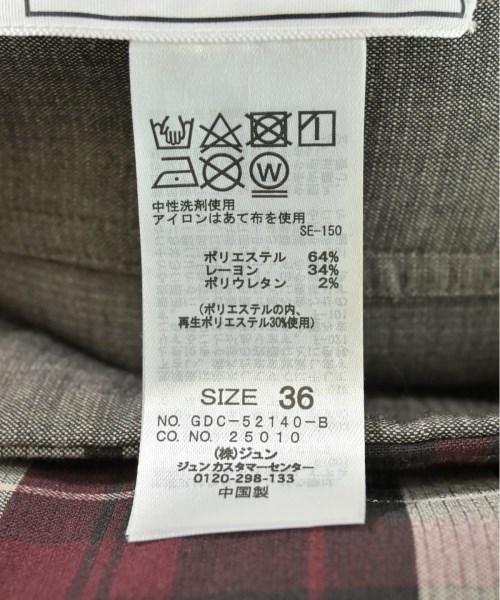 中性洗剤使用
アイロンはあて布を使用
SE-150
ポリエステル 64%
レーヨン 34%
ポリウレタン 2%
(ポリエステルの内、
再生ポリエステル30%使用)
SIZE 36
NO. GDC-52140-B
CO. NO. 25010
(株)ジュン
ジュン カスタマーセンター
0120-298-133
中国製